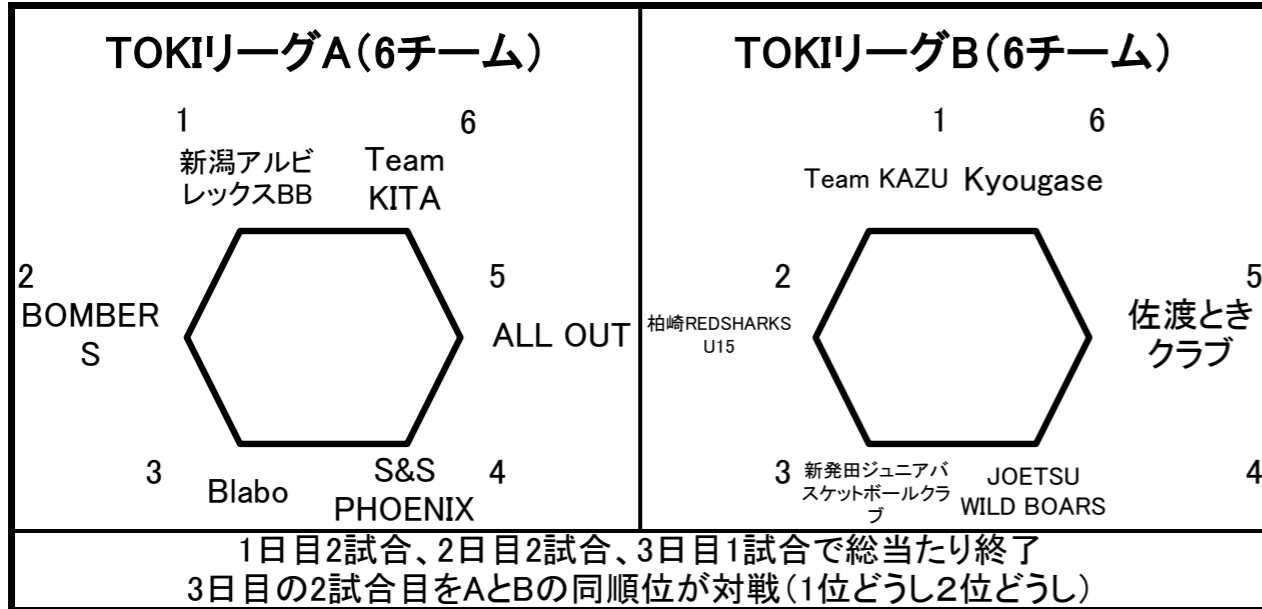 TOKIリーグA(6チーム)
1
6
新潟アルビ
レックスBB
Team
KITA
2
BOMBER
S
5
ALL OUT
3
Blabo
S&S
PHOENIX
4
TOKIリーグB(6チーム)
1
6
Team KAZU
Kyougase
2
柏崎REDSHARKS
U15
5
佐渡とき
クラブ
3
新発田ジュニアバ
スケットボールクラ
ブ
JOETSU
WILD BOARS
4
1日目2試合、2日目2試合、3日目1試合で総当たり終了
3日目の2試合目をAとBの同順位が対戦(1位どうし2位どうし)